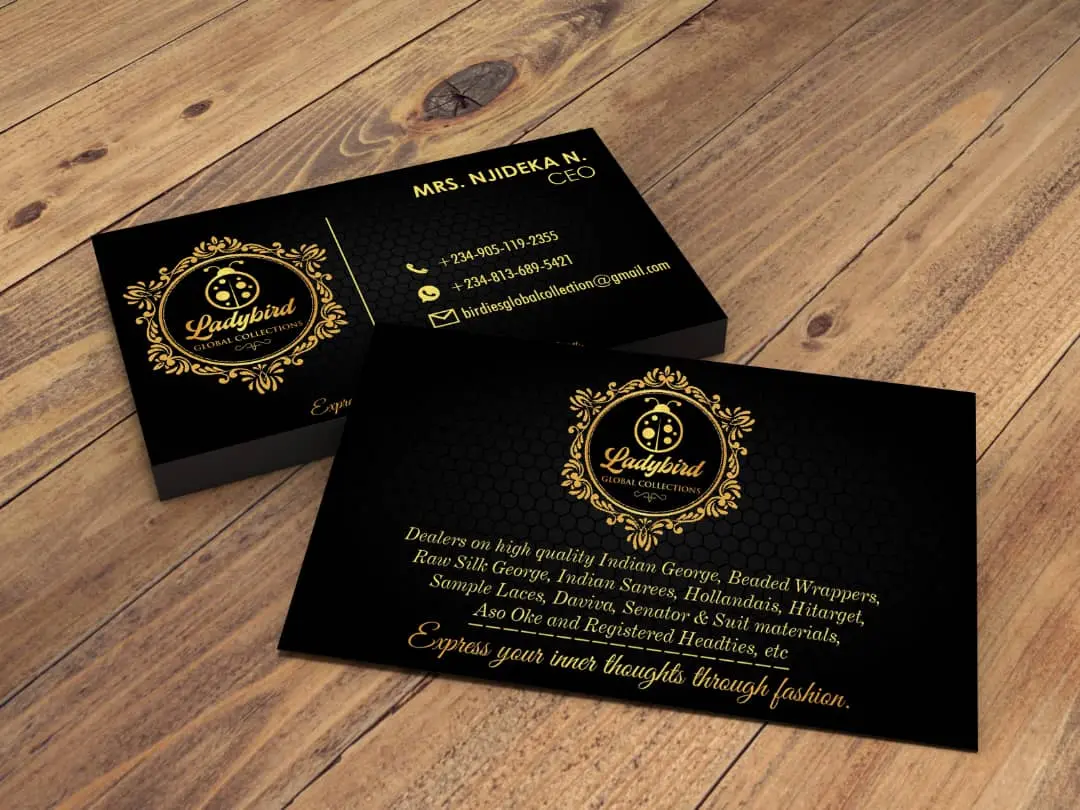 MRS. NJIDEKA N.
CEO
+234-905-119-2355
+234-813-689-5421
birdiesglobalcollection@gmail.com
Ladybird
GLOBAL COLLECTIONS
Ladybird
GLOBAL COLLECTIONS
Dealers on high quality Indian George, Beaded Wrappers,
Raw Silk George, Indian Sarees, Hollandais, Hitarget,
Sample Laces, Daviva, Senator & Suit materials,
Aso Oke and Registered Headties, etc
Express your inner thoughts through fashion.